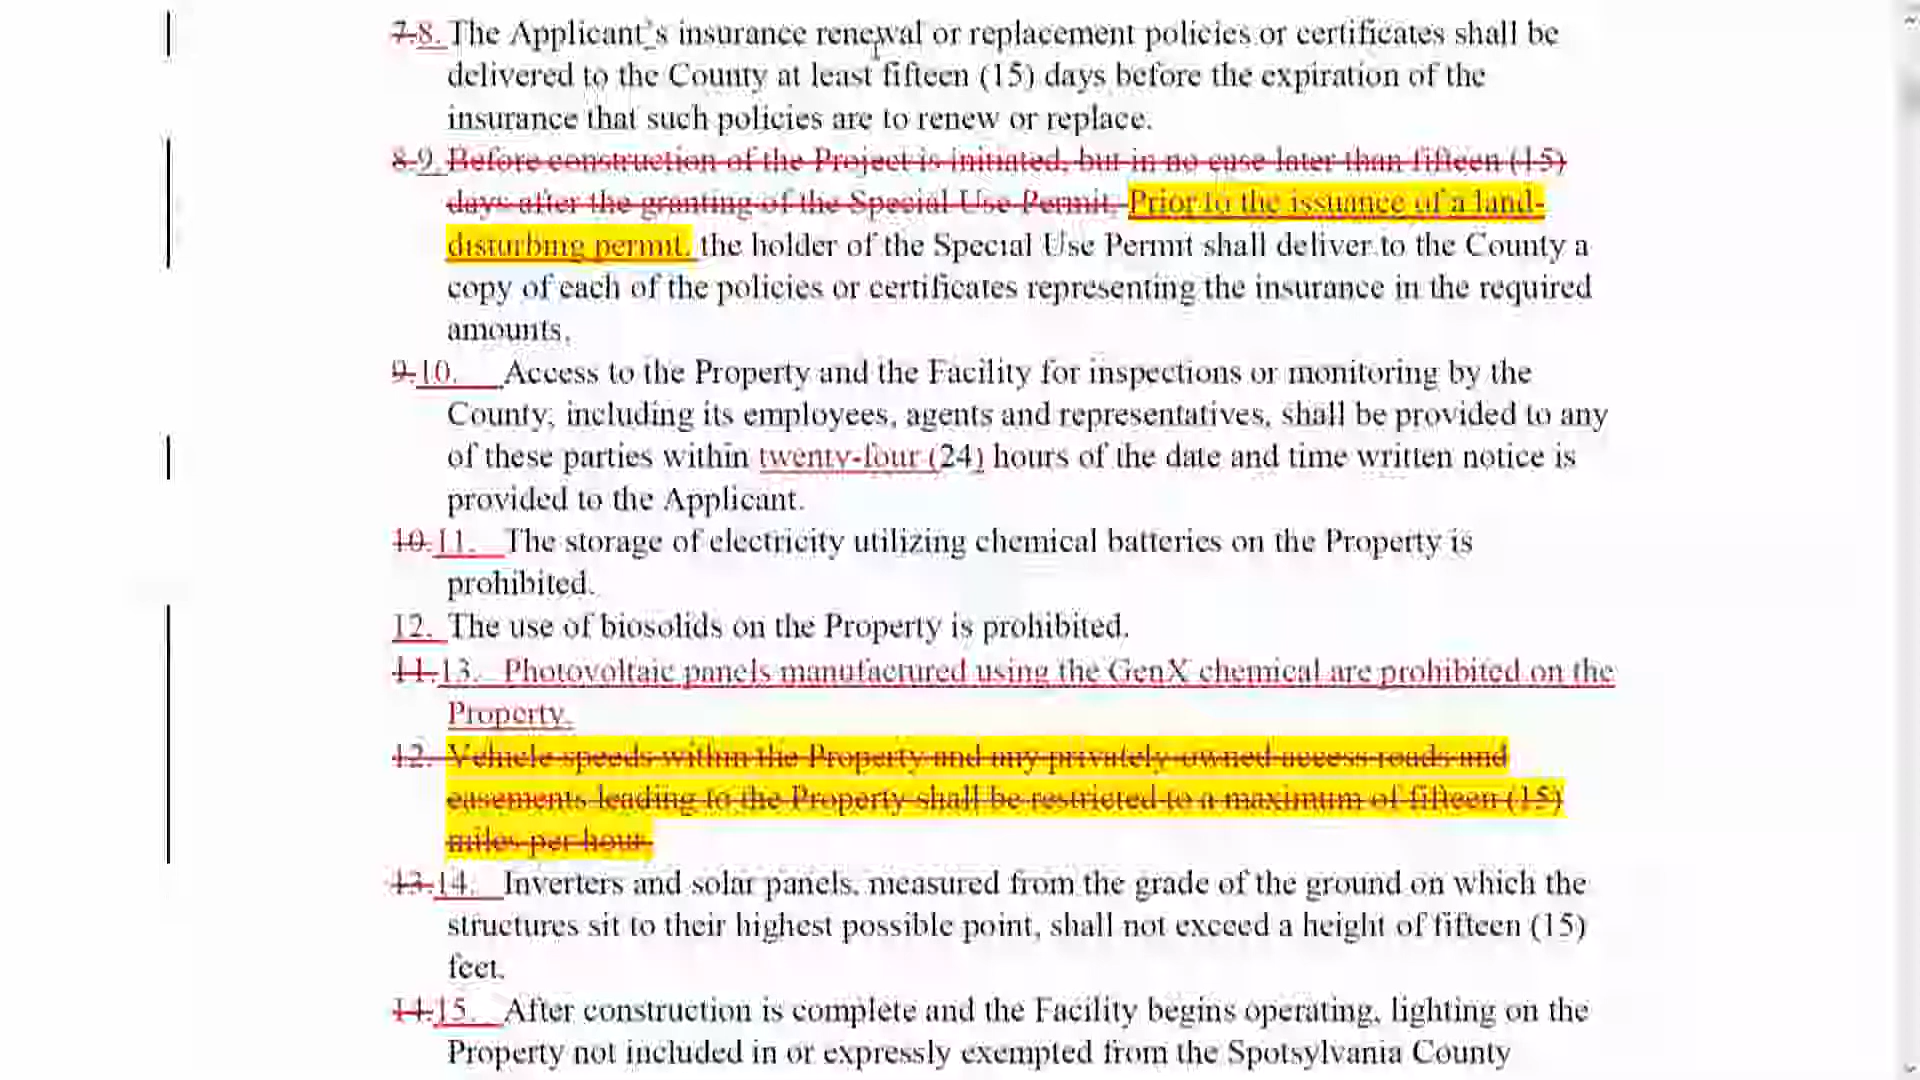 7.8. The Applicant's insurance renewal or replacement policies or certificates shall be
delivered to the County at least fifteen (15) days before the expiration of the
insurance that such policies are to renew or replace.
8.9. Before construction of the Project is initiated, but in no case later than fifteen (15)
days after the granting of the Special Use Permit, Prior to the issuance of a land-
disturbing permit, the holder of the Special Use Permit shall deliver to the County a
copy of each of the policies or certificates representing the insurance in the required
amounts.
9.10. Access to the Property and the Facility for inspections or monitoring by the
County, including its employees, agents and representatives, shall be provided to any
of these parties within twenty-four (24) hours of the date and time written notice is
provided to the Applicant.
10.11. The storage of electricity utilizing chemical batteries on the Property is
prohibited.
12. The use of biosolids on the Property is prohibited.
11.13. Photovoltaic panels manufactured using the GenX chemical are prohibited on the
Property.
12. Vehicle speeds within the Property and any privately-owned access roads and
easements leading to the Property shall be restricted to a maximum of fifteen (15)
miles per hour.
13.14. Inverters and solar panels, measured from the grade of the ground on which the
structures sit to their highest possible point, shall not exceed a height of fifteen (15)
feet.
14.15. After construction is complete and the Facility begins operating, lighting on the
Property not included in or expressly exempted from the Spotsylvania County